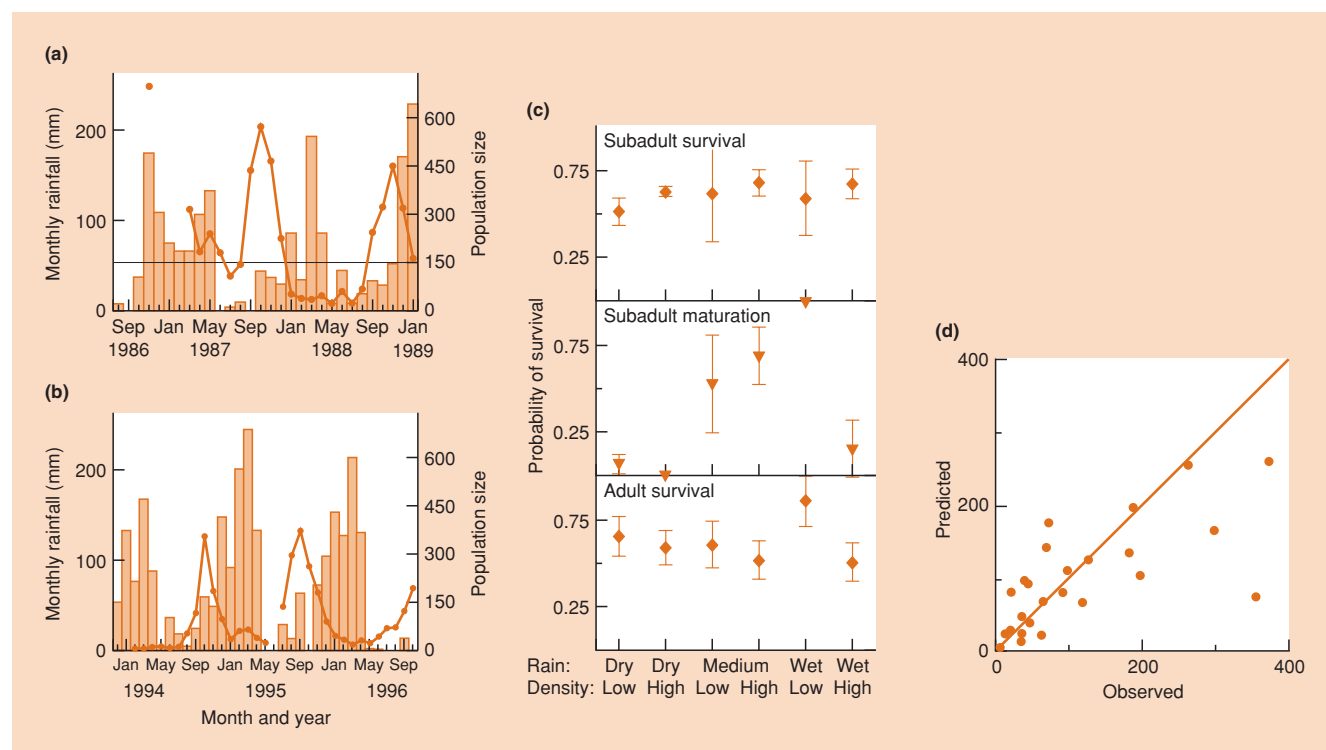 (a)
Monthly rainfall (mm)
200
100
0
600
450
300
150
0
Population size
Sep Jan May Sep Jan May Sep Jan
1986 1987 1988 1989
(b)
Monthly rainfall (mm)
200
100
0
600
450
300
150
0
Population size
Jan May Sep Jan May Sep Jan May Sep
1994 1995 1996
Month and year
(c)
Probability of survival
Subadult survival
0.75
0.25
Subadult maturation
0.75
0.25
Adult survival
0.75
0.25
Rain: Dry Dry Medium Wet Wet
Density: Low High Low High Low High
(d)
Predicted
400
200
0
0 200 400
Observed